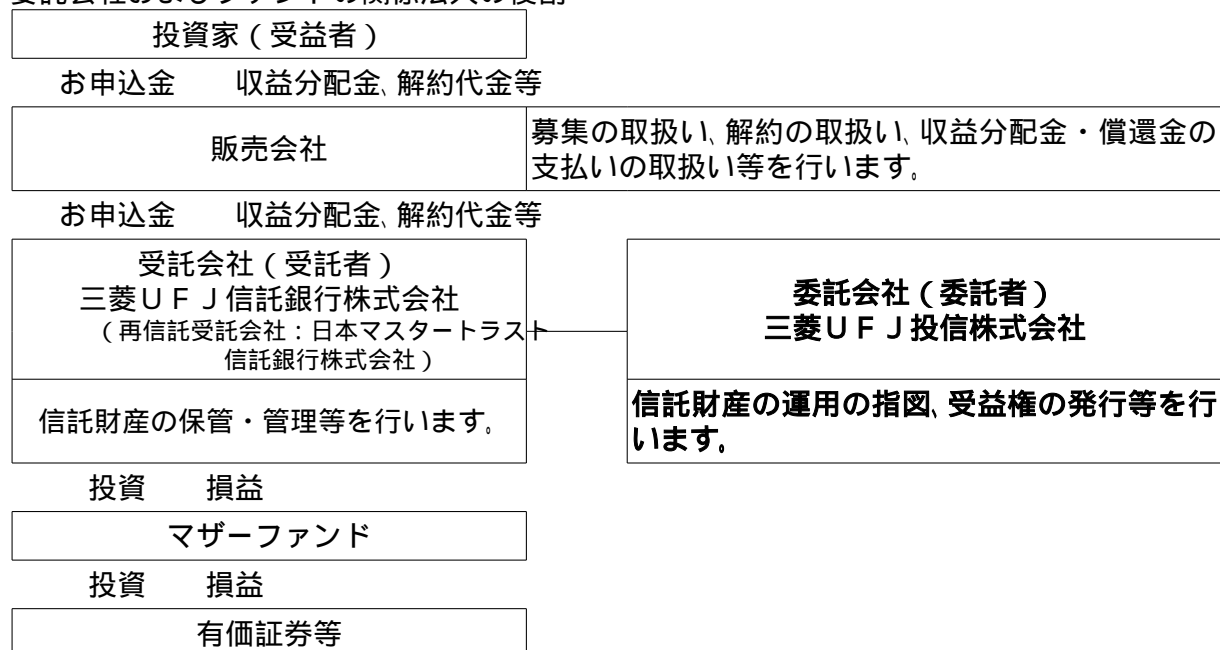 投資家（受益者）
お申込金　　収益分配金、解約代金等
販売会社
募集の取扱い、解約の取扱い、収益分配金・償還金の
支払いの取扱い等を行います。
お申込金　　収益分配金、解約代金等
受託会社（受託者）
三菱ＵＦＪ信託銀行株式会社
（再信託受託会社：日本マスタートラスト
信託銀行株式会社）
委託会社（委託者）
三菱ＵＦＪ投信株式会社
信託財産の保管・管理等を行います。
信託財産の運用の指図、受益権の発行等を行
います。
投資　　損益
マザーファンド
投資　　損益
有価証券等